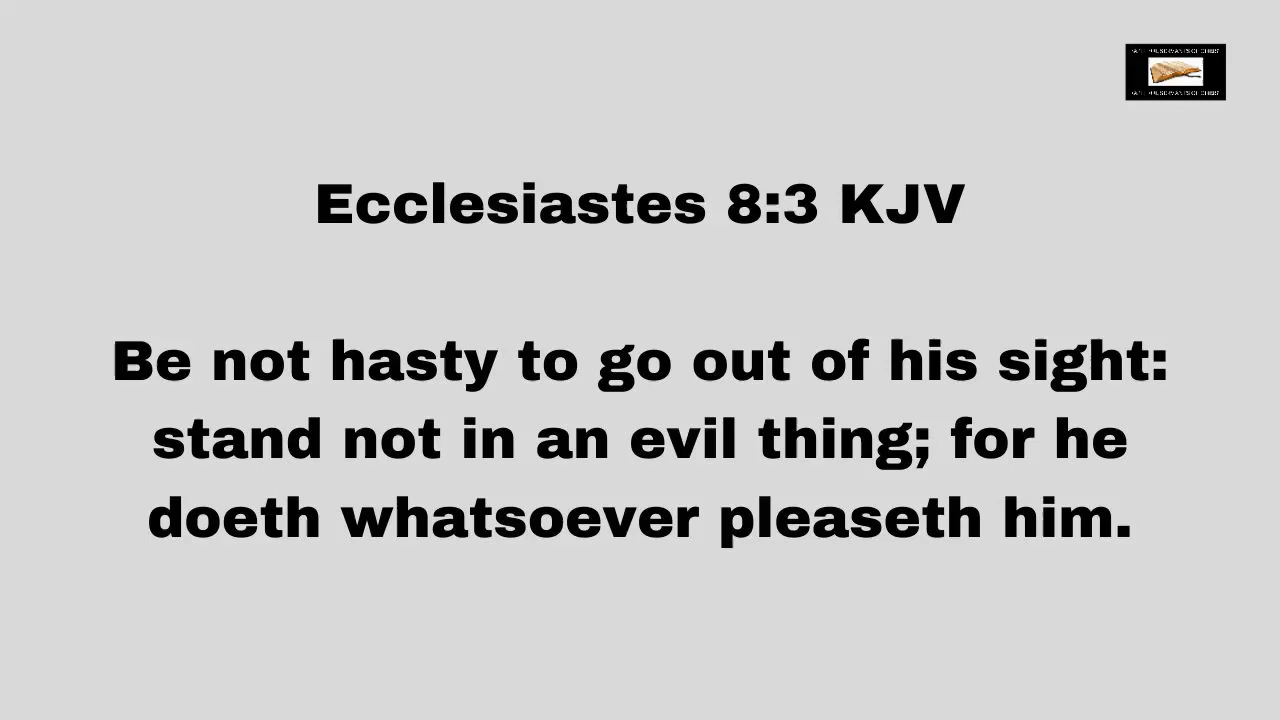 Ecclesiastes 8:3 KJV
Be not hasty to go out of his sight:
stand not in an evil thing; for he
doeth whatsoever pleaseth him.